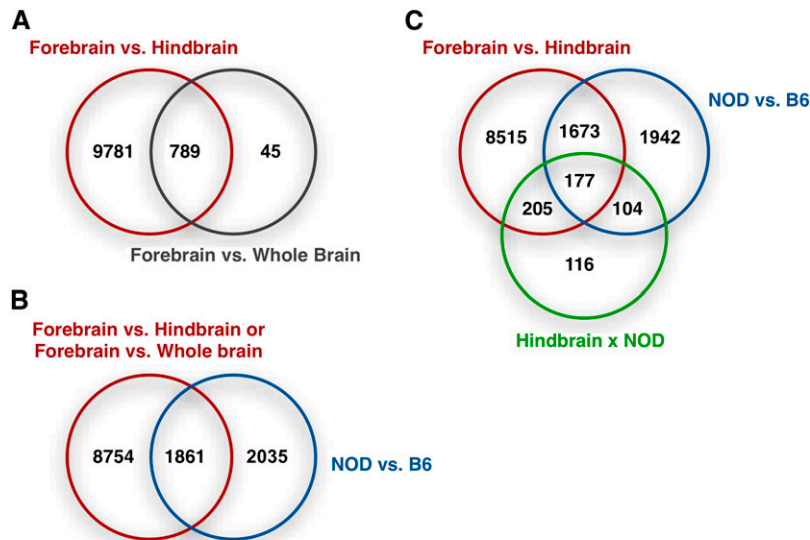 A
Forebrain vs. Hindbrain
9781 789 45
Forebrain vs. Whole Brain
B
Forebrain vs. Hindbrain or
Forebrain vs. Whole brain
8754 1861 2035
NOD vs. B6
C
Forebrain vs. Hindbrain
NOD vs. B6
8515 1673 1942
177
205 104
116
Hindbrain x NOD